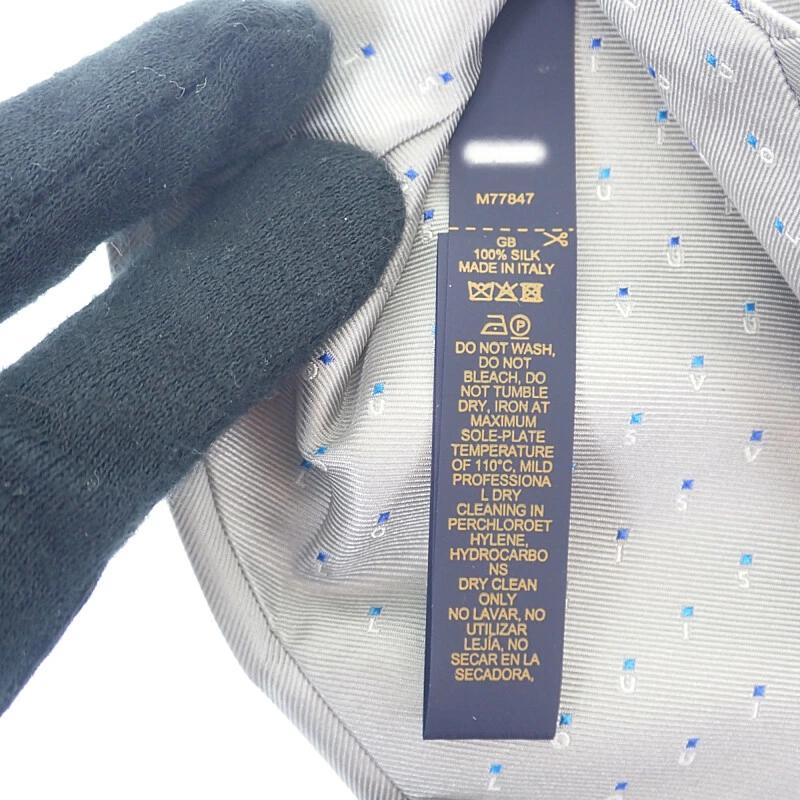 M77847
GB
100% SILK
MADE IN ITALY
P
DO NOT WASH,
DO NOT
BLEACH, DO
NOT TUMBLE
DRY, IRON AT
MAXIMUM
SOLE-PLATE
TEMPERATURE
OF 110°C, MILD
PROFESSIONA
L DRY
CLEANING IN
PERCHLOROET
HYLENE,
HYDROCARBO
NS
DRY CLEAN
ONLY
NO LAVAR, NO
UTILIZAR
LEJÍA, NO
SECAR EN LA
SECADORA,